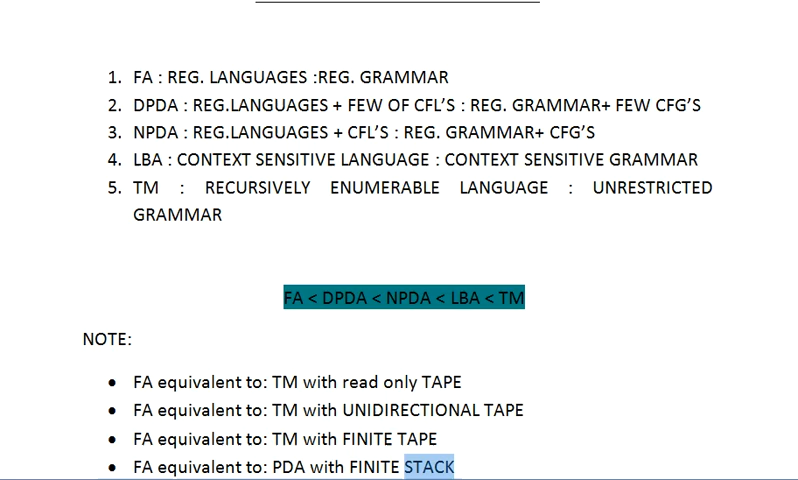 1. FA : REG. LANGUAGES :REG. GRAMMAR
2. DPDA : REG.LANGUAGES + FEW OF CFL’S : REG. GRAMMAR+ FEW CFG’S
3. NPDA : REG.LANGUAGES + CFL’S : REG. GRAMMAR+ CFG’S
4. LBA : CONTEXT SENSITIVE LANGUAGE : CONTEXT SENSITIVE GRAMMAR
5. TM : RECURSIVELY ENUMERABLE LANGUAGE : UNRESTRICTED
GRAMMAR
FA < DPDA < NPDA < LBA < TM
NOTE:
• FA equivalent to: TM with read only TAPE
• FA equivalent to: TM with UNIDIRECTIONAL TAPE
• FA equivalent to: TM with FINITE TAPE
• FA equivalent to: PDA with FINITE STACK